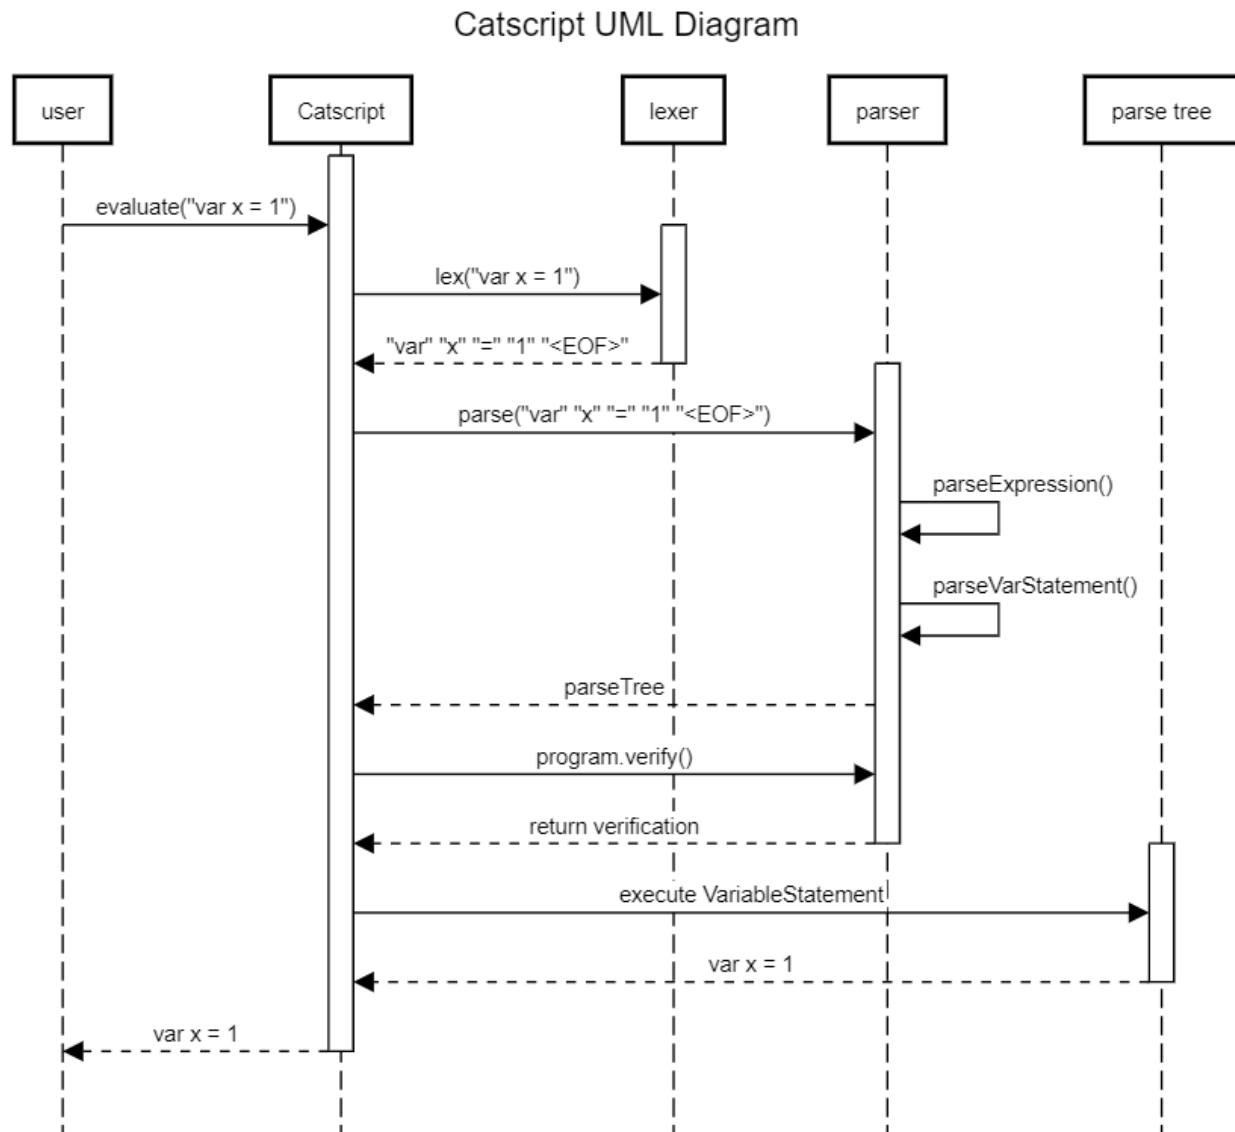 Catscript UML Diagram
user
Catscript
lexer
parser
parse tree
evaluate("var x = 1")
lex("var x = 1")
"var" "x" "=" "1" "<EOF>"
parse("var" "x" "=" "1" "<EOF>")
parseExpression()
parseVarStatement()
parseTree
program.verify()
return verification
execute VariableStatement
var x = 1
var x = 1